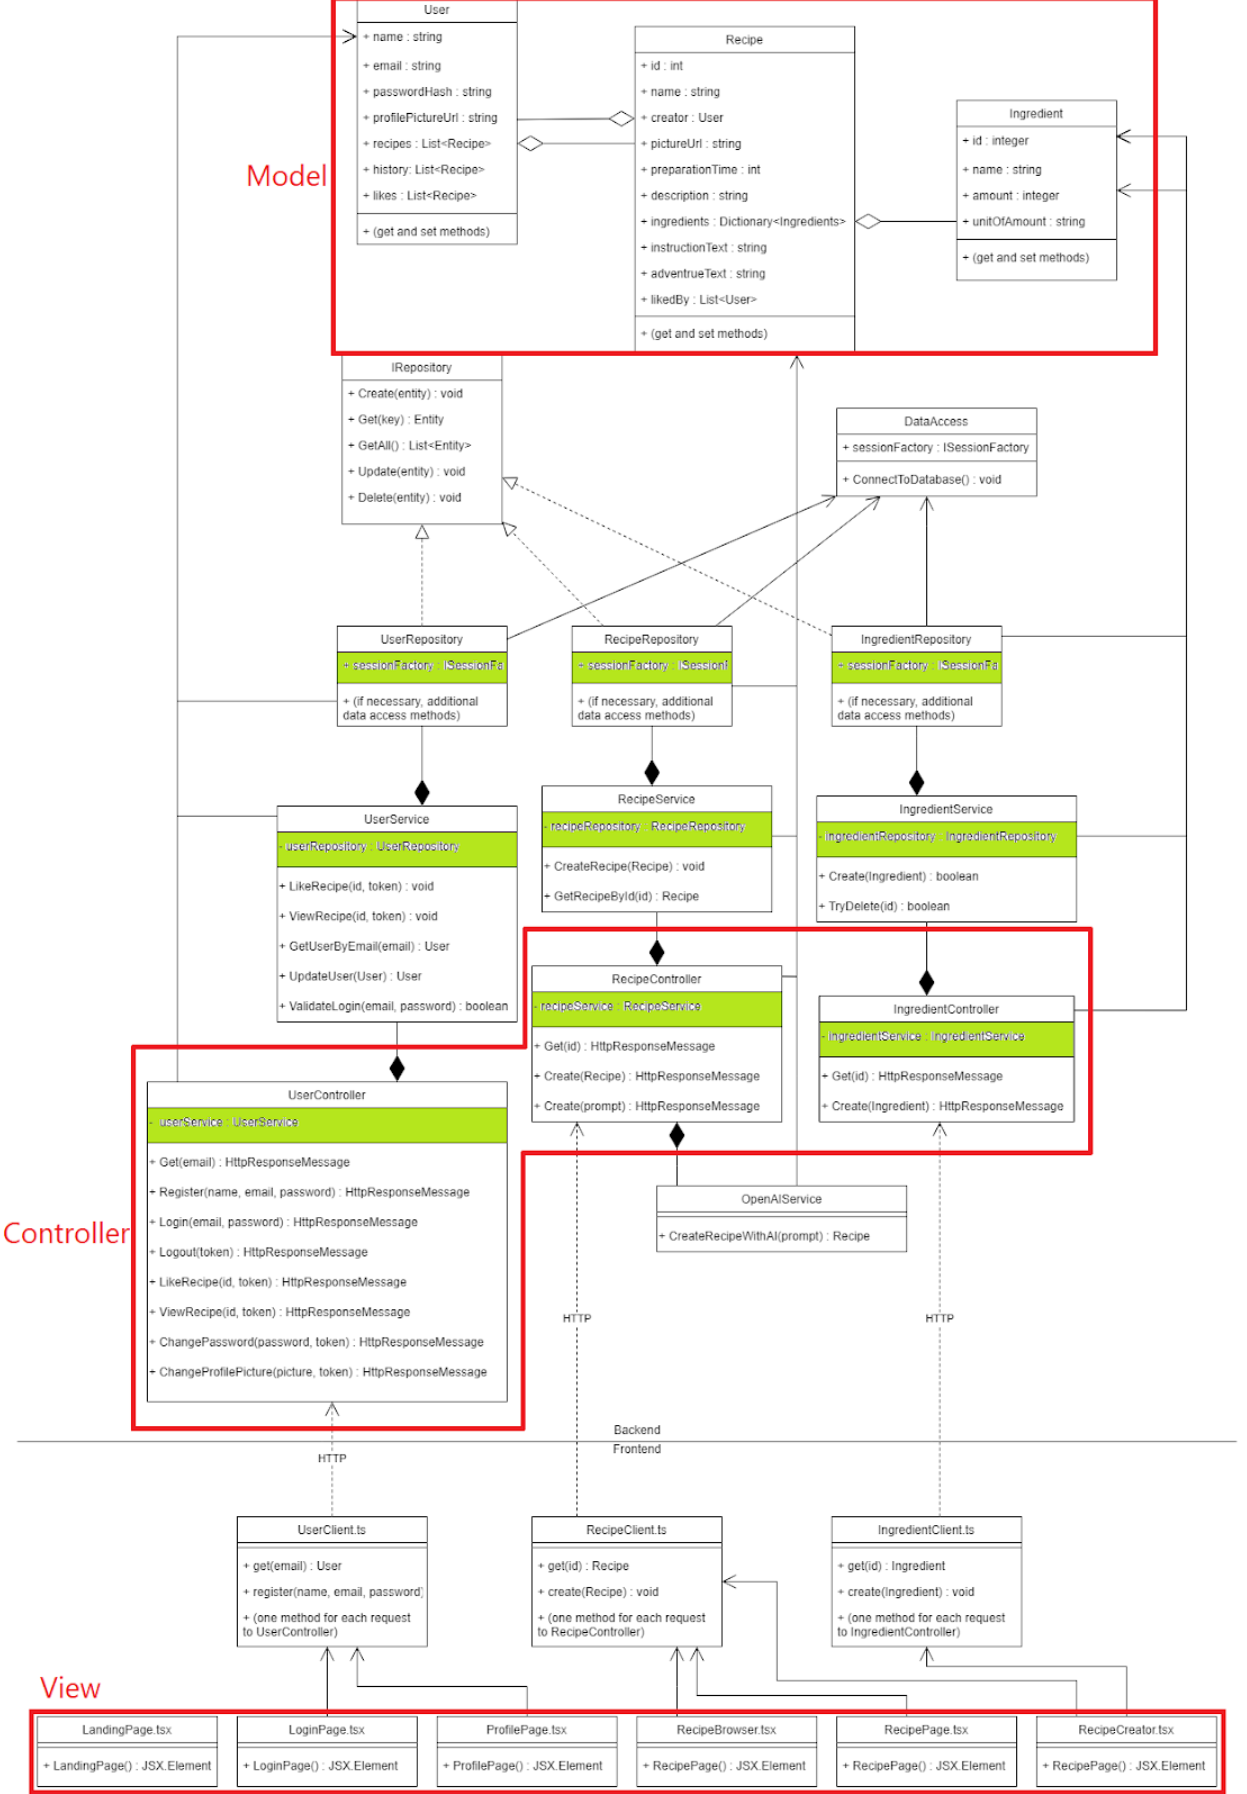 User
+ name : string
+ email : string
+ passwordHash : string
+ profilePictureUrl : string
+ recipes : List<Recipe>
+ history: List<Recipe>
+ likes : List<Recipe>
+ (get and set methods)
Recipe
+ id : int
+ name : string
+ creator : User
+ pictureUrl : string
+ preparationTime : int
+ description : string
+ ingredients : Dictionary<Ingredients>
+ instructionText : string
+ adventrueText : string
+ likedBy : List<User>
+ (get and set methods)
Ingredient
+ id : integer
+ name : string
+ amount : integer
+ unitOfAmount : string
+ (get and set methods)
Model
IRepository
+ Create(entity) : void
+ Get(key) : Entity
+ GetAll() : List<Entity>
+ Update(entity) : void
+ Delete(entity) : void
DataAccess
+ sessionFactory : ISessionFactory
+ ConnectToDatabase() : void
UserRepository
+ sessionFactory : ISessionFa
+ (if necessary, additional
data access methods)
RecipeRepository
+ sessionFactory : ISessionF
+ (if necessary, additional
data access methods)
IngredientRepository
+ sessionFactory : ISessionFa
+ (if necessary, additional
data access methods)
UserService
- userRepository : UserRepository
+ LikeRecipe(id, token) : void
+ ViewRecipe(id, token) : void
+ GetUserByEmail(email) : User
+ UpdateUser(User) : User
+ ValidateLogin(email, password) : boolean
RecipeService
- recipeRepository : RecipeRepository
+ CreateRecipe(Recipe) : void
+ GetRecipeById(id) : Recipe
IngredientService
- ingredientRepository : IngredientRepository
+ Create(Ingredient) : boolean
+ TryDelete(id) : boolean
RecipeController
- recipeService : RecipeService
+ Get(id) : HttpResponseMessage
+ Create(Recipe) : HttpResponseMessage
+ Create(prompt) : HttpResponseMessage
IngredientController
- ingredientService : IngredientService
+ Get(id) : HttpResponseMessage
+ Create(Ingredient) : HttpResponseMessage
UserController
- userService : UserService
+ Get(email) : HttpResponseMessage
+ Register(name, email, password) : HttpResponseMessage
+ Login(email, password) : HttpResponseMessage
+ Logout(token) : HttpResponseMessage
+ LikeRecipe(id, token) : HttpResponseMessage
+ ViewRecipe(id, token) : HttpResponseMessage
+ ChangePassword(password, token) : HttpResponseMessage
+ ChangeProfilePicture(picture, token) : HttpResponseMessage
Controller
OpenAIService
+ CreateRecipeWithAI(prompt) : Recipe
HTTP
HTTP
Backend
Frontend
HTTP
UserClient.ts
+ get(email) : User
+ register(name, email, password)
+ (one method for each request
to UserController)
RecipeClient.ts
+ get(id) : Recipe
+ create(Recipe) : void
+ (one method for each request
to RecipeController)
IngredientClient.ts
+ get(id) : Ingredient
+ create(Ingredient) : void
+ (one method for each request
to IngredientController)
View
LandingPage.tsx
+ LandingPage() : JSX.Element
LoginPage.tsx
+ LoginPage() : JSX.Element
ProfilePage.tsx
+ ProfilePage() : JSX.Element
RecipeBrowser.tsx
+ RecipePage() : JSX.Element
RecipePage.tsx
+ RecipePage() : JSX.Element
RecipeCreator.tsx
+ RecipePage() : JSX.Element